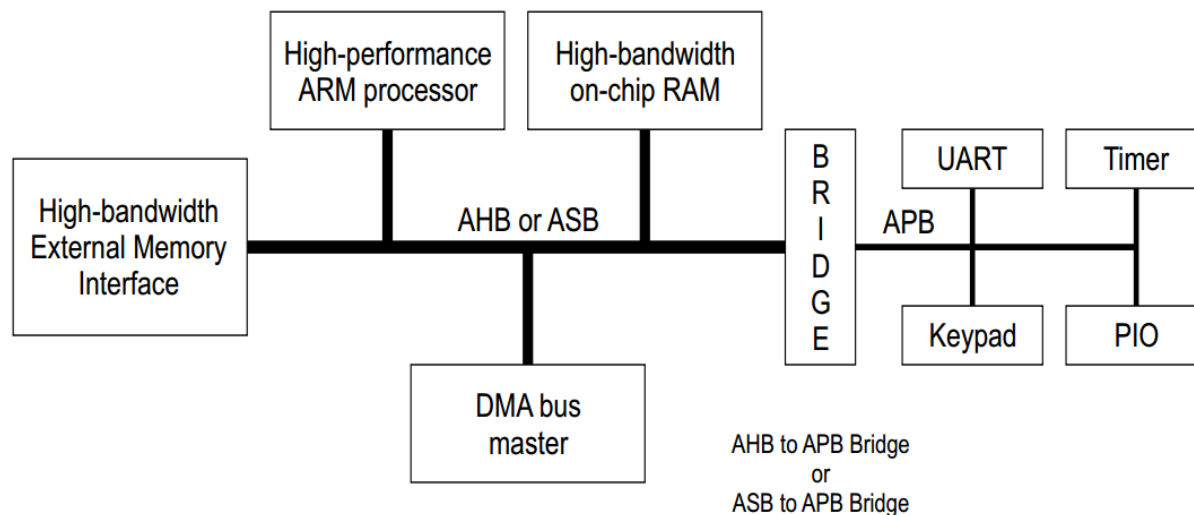 High-performance
ARM processor
High-bandwidth
on-chip RAM
High-bandwidth
External Memory
Interface
AHB or ASB
B
R
I
D
G
E
APB
UART
Timer
Keypad
PIO
DMA bus
master
AHB to APB Bridge
or
ASB to APB Bridge